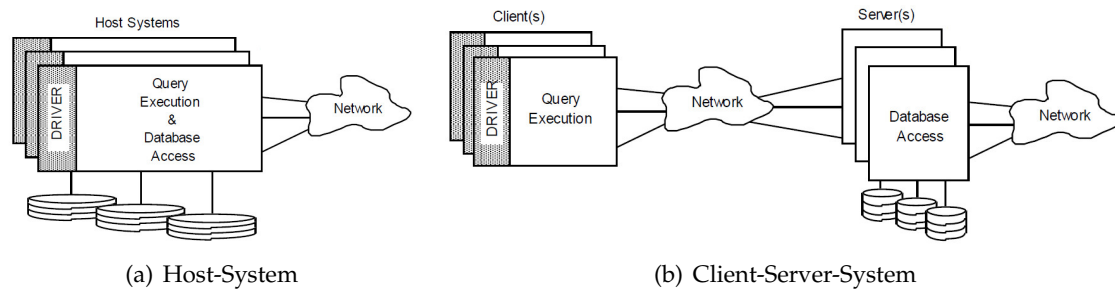 Host Systems
DRIVER
Query
Execution
&
Database
Access
Network
(a) Host-System
Client(s)
DRIVER
Query
Execution
Network
Server(s)
Database
Access
Network
(b) Client-Server-System